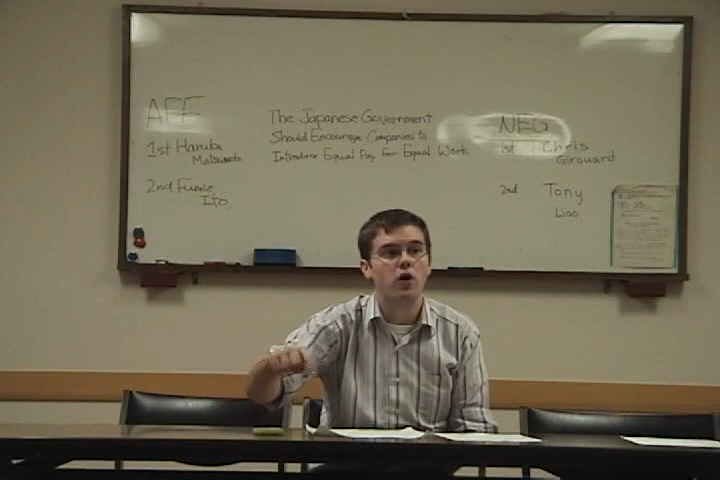 AFF
1st Haruka
Matsumoto
2nd Fumie
Ito
The Japanese Government
Should Encourage Companies to
Introduce Equal Pay for Equal Work
NEG
1st Chris
Girouard
2nd Tony
Liao